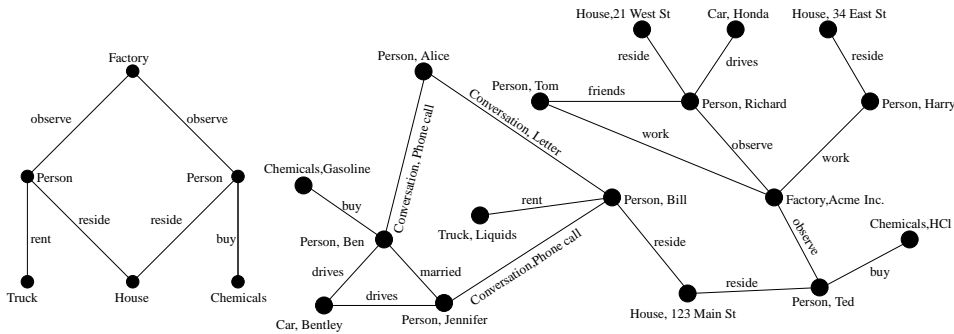 Factory
observe
observe
Person
Person
rent
reside
reside
buy
Truck
House
Chemicals
Person, Alice
Conversation, Phone call
Conversation, Letter
Chemicals,Gasoline
buy
Person, Ben
drives
married
drives
Car, Bentley
Person, Jennifer
Conversation,Phone call
rent
Truck, Liquids
Person, Bill
reside
House, 123 Main St
reside
House,21 West St
Car, Honda
House, 34 East St
reside
drives
reside
Person, Tom
friends
Person, Richard
Person, Harry
work
observe
work
Factory,Acme Inc.
observe
Chemicals,HCl
buy
Person, Ted